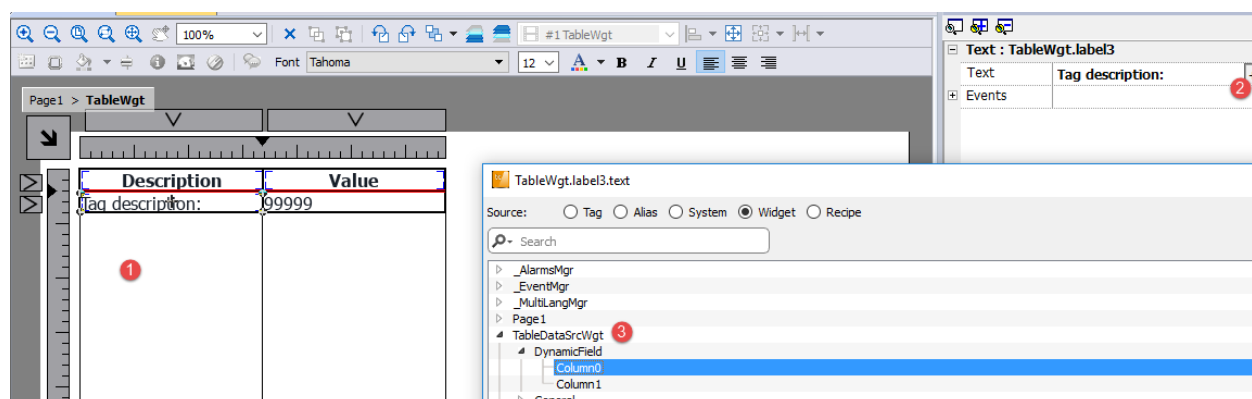 100%
#1 TableWgt
Font Tahoma
12
B I U
Page1 > TableWgt
Description Value
Tag description: 99999
1
Text : TableWgt.label3
Text Tag description:
2
Events
TableWgt.label3.text
Source: Tag Alias System Widget Recipe
Search
_AlarmsMgr
_EventMgr
_MultiLangMgr
Page1
TableDataSrcWgt
3
DynamicField
Column0
Column1